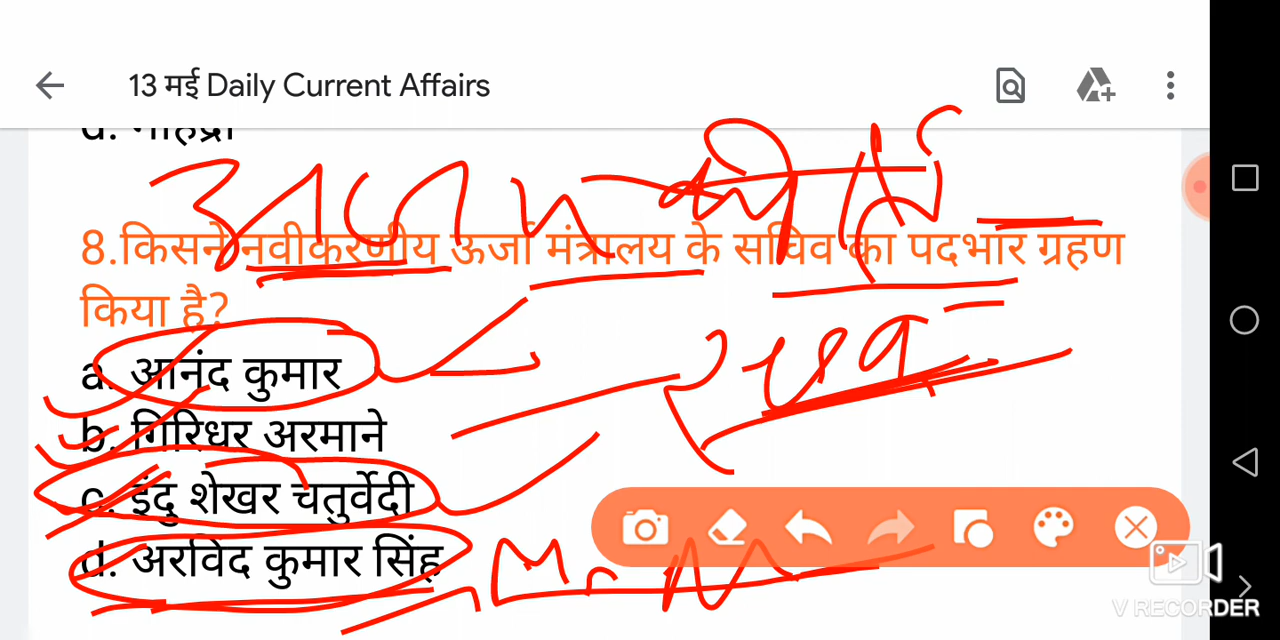 13 मई Daily Current Affairs
8.किसने नवीकरणीय ऊर्जा मंत्रालय के सचिव का पदभार ग्रहण
किया है?
a. आनंद कुमार
b. गिरिधर अरमाने
c. इंदु शेखर चतुर्वेदी
d. अरविंद कुमार सिंह
V RECORDER